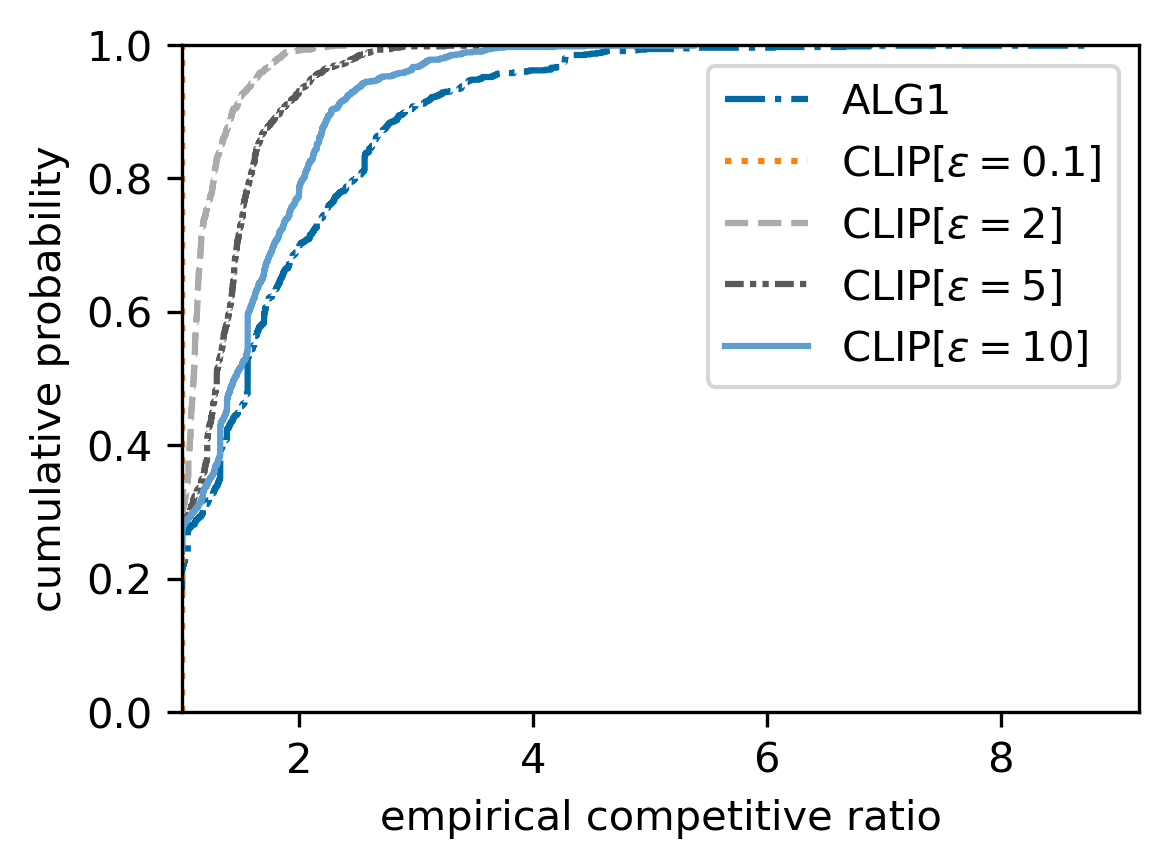 1.0
0.8
0.6
0.4
0.2
0.0
cumulative probability
2
4
6
8
empirical competitive ratio
ALG1
CLIP[ε = 0.1]
CLIP[ε = 2]
CLIP[ε = 5]
CLIP[ε = 10]